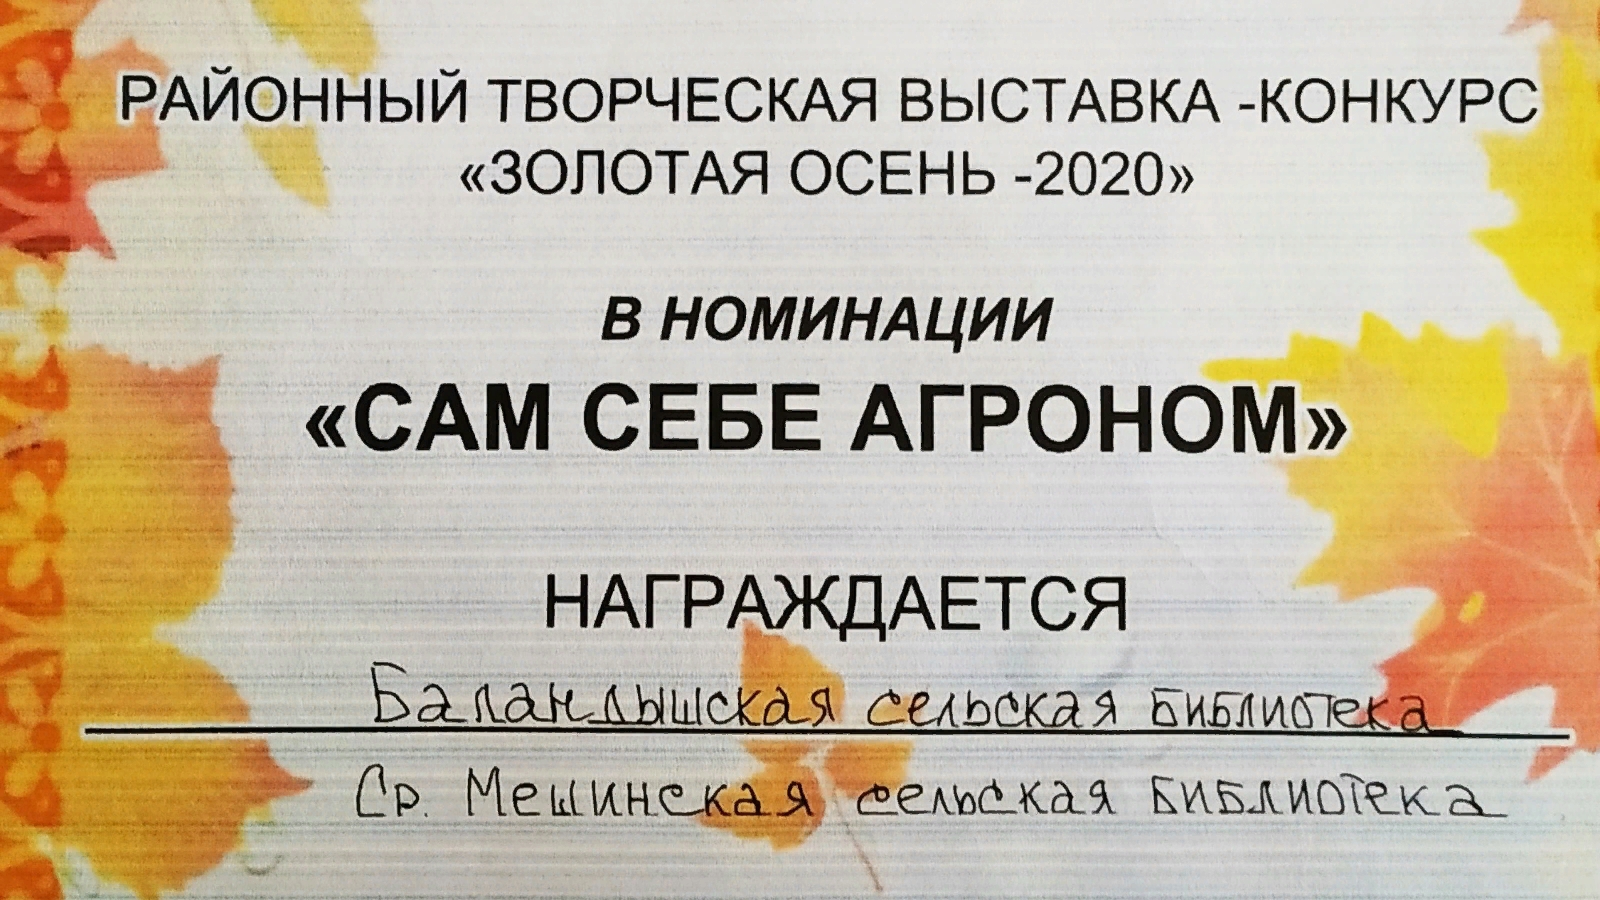 РАЙОННЫЙ ТВОРЧЕСКАЯ ВЫСТАВКА -КОНКУРС
«ЗОЛОТАЯ ОСЕНЬ -2020»
В НОМИНАЦИИ
«САМ СЕБЕ АГРОНОМ»
НАГРАЖДАЕТСЯ
Баландышская сельская библиотека
Ср. Мешинская сельская библиотека